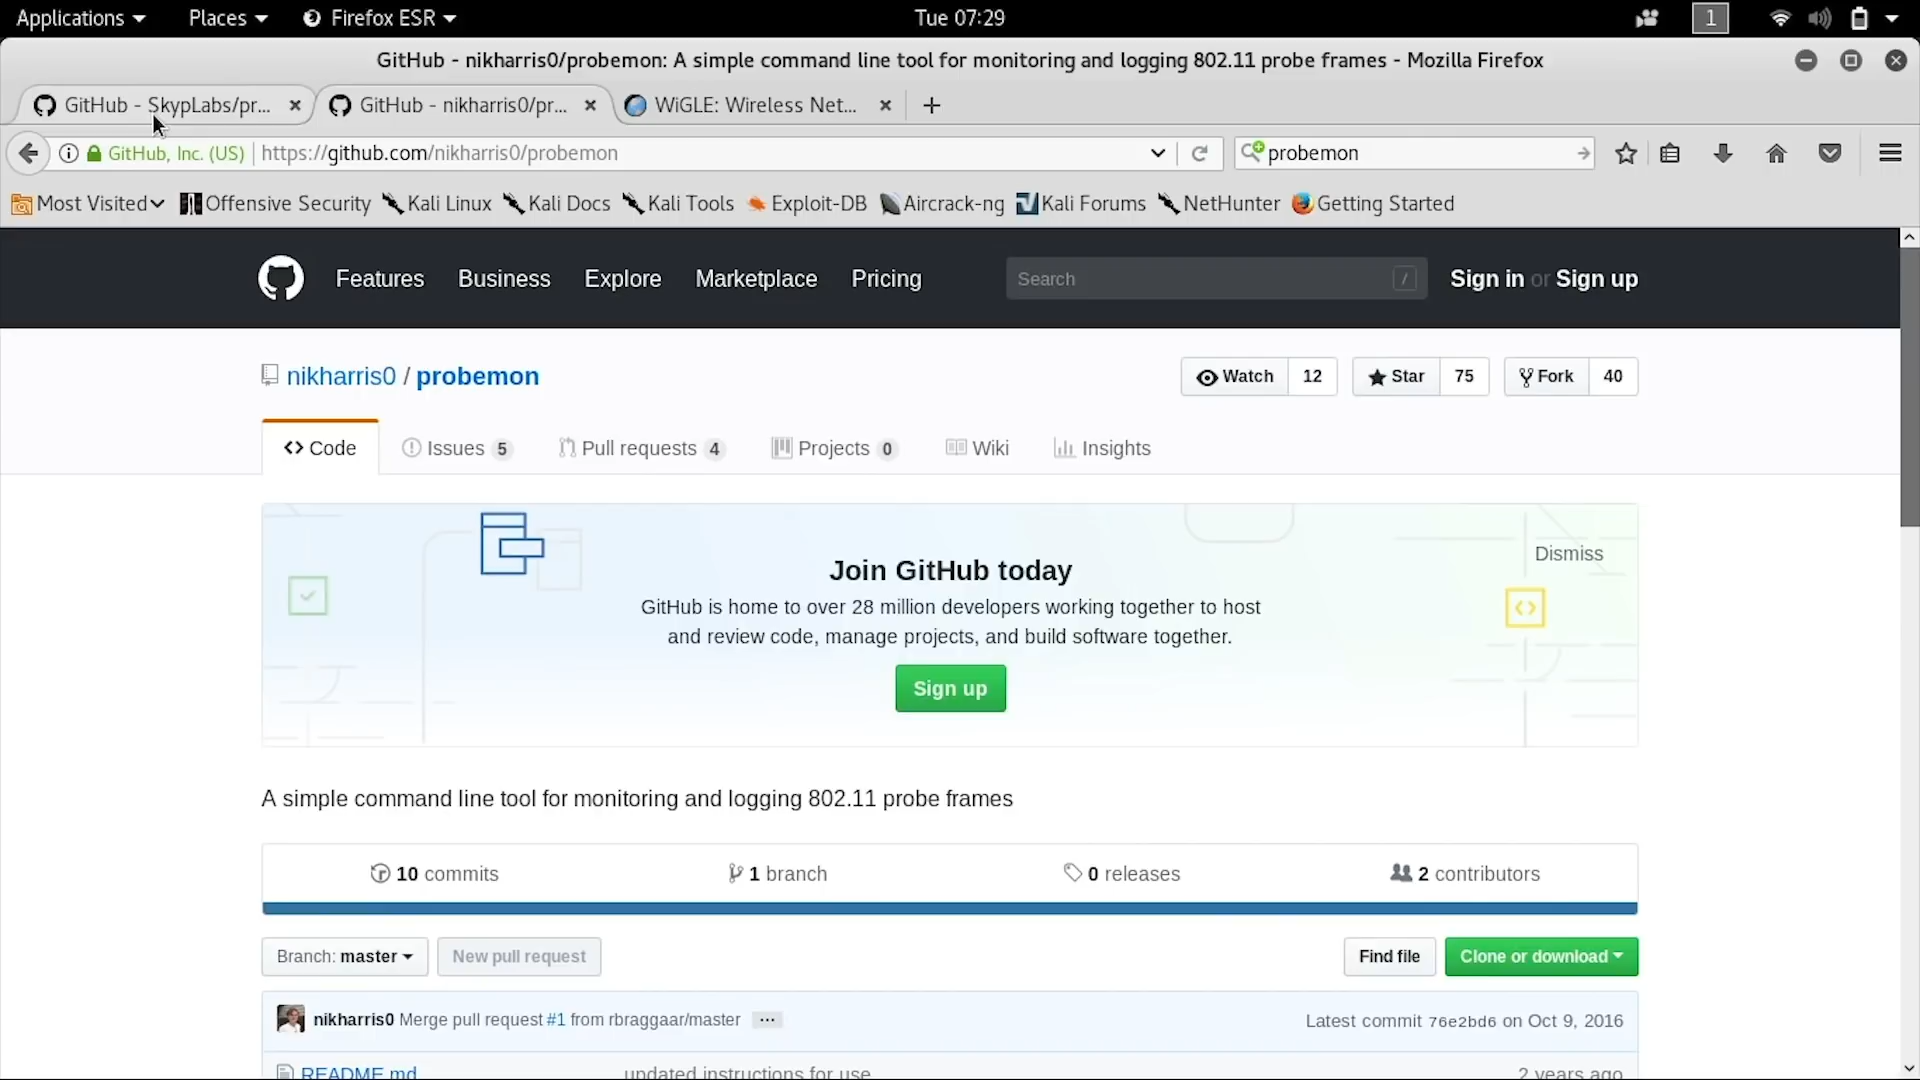 Applications Places Firefox ESR Tue 07:29 1
GitHub - nikharris0/probemon: A simple command line tool for monitoring and logging 802.11 probe frames - Mozilla Firefox
GitHub - SkypLabs/pr... GitHub - nikharris0/pr... WiGLE: Wireless Net...
GitHub, Inc. (US) https://github.com/nikharris0/probemon probemon
Most Visited Offensive Security Kali Linux Kali Docs Kali Tools Exploit-DB Aircrack-ng Kali Forums NetHunter Getting Started
Features Business Explore Marketplace Pricing Search / Sign in or Sign up
nikharris0 / probemon Watch 12 Star 75 Fork 40
Code Issues 5 Pull requests 4 Projects 0 Wiki Insights
Dismiss
Join GitHub today
GitHub is home to over 28 million developers working together to host
and review code, manage projects, and build software together.
Sign up
A simple command line tool for monitoring and logging 802.11 probe frames
10 commits 1 branch 0 releases 2 contributors
Branch: master New pull request Find file Clone or download
nikharris0 Merge pull request #1 from rbraggaar/master ... Latest commit 76e2bd6 on Oct 9, 2016
README.md updated instructions for use 2 years ago